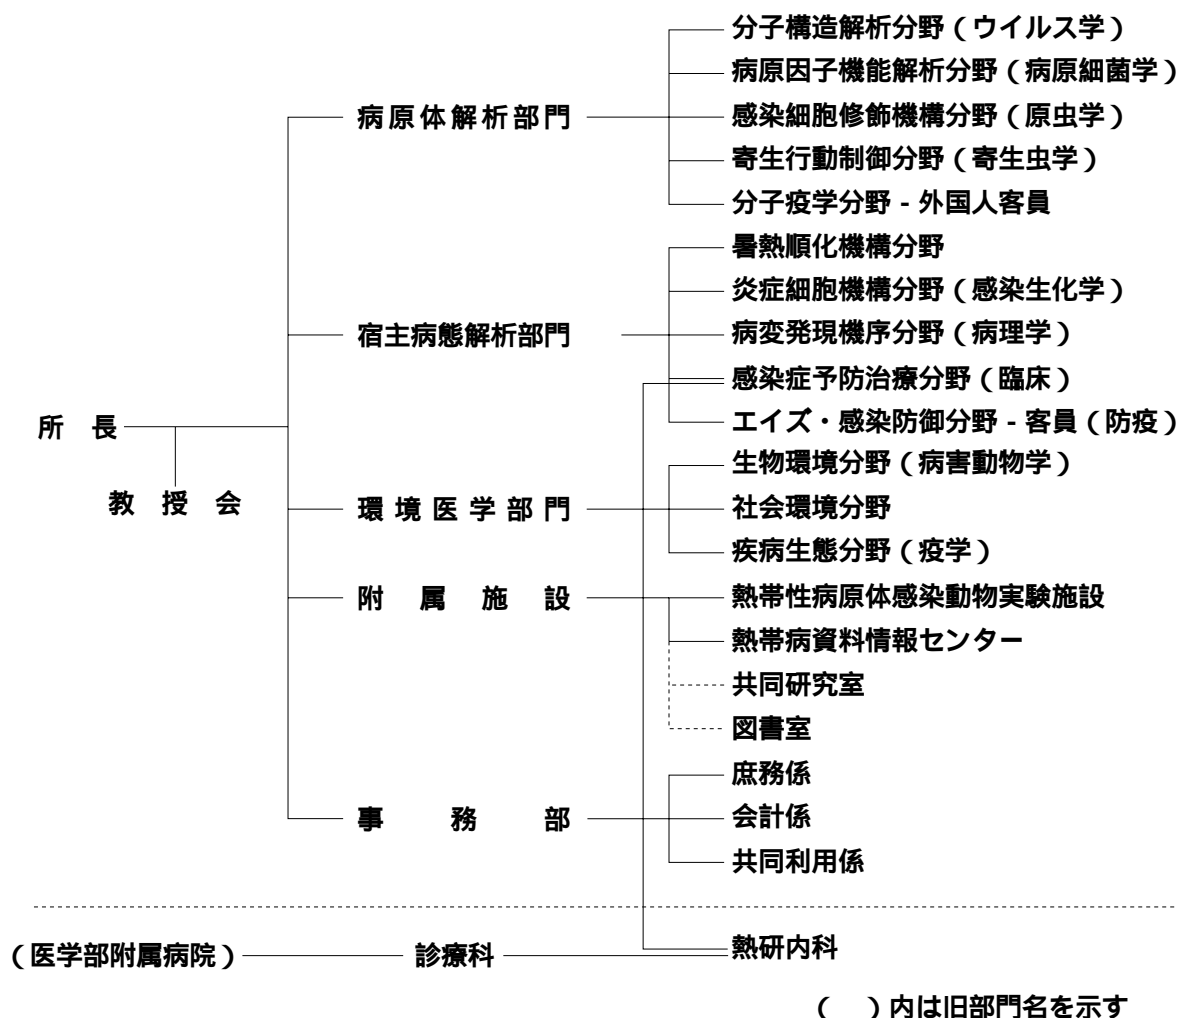 分子構造解析分野（ウイルス学）
病原因子機能解析分野（病原細菌学）
病原体解析部門
感染細胞修飾機構分野（原虫学）
寄生行動制御分野（寄生虫学）
分子疫学分野 - 外国人客員
暑熱順化機構分野
炎症細胞機構分野（感染生化学）
宿主病態解析部門
病変発現機序分野（病理学）
感染症予防治療分野（臨床）
エイズ・感染防御分野 - 客員（防疫）
所 長
教 授 会
生物環境分野（病害動物学）
環境医学部門
社会環境分野
疾病生態分野（疫学）
附 属 施 設
熱帯性病原体感染動物実験施設
熱帯病資料情報センター
共同研究室
図書室
庶務係
事 務 部
会計係
共同利用係
（医学部附属病院）
診療科
熱研内科
（　）内は旧部門名を示す